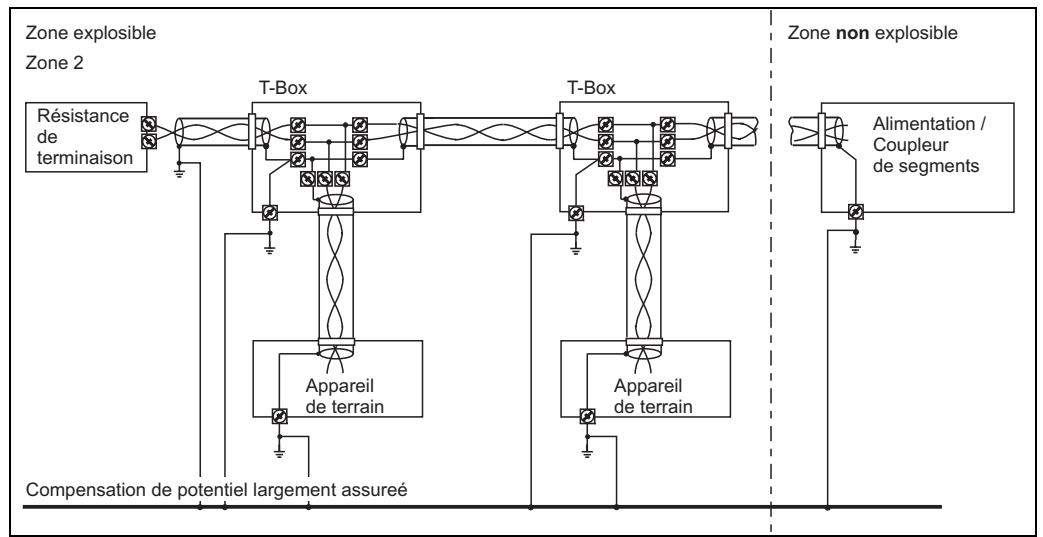 Zone explosible
Zone 2
Zone non explosible
T-Box
T-Box
Résistance
de
terminaison
Alimentation /
Coupleur
de segments
Appareil
de terrain
Appareil
de terrain
Compensation de potentiel largement assureé